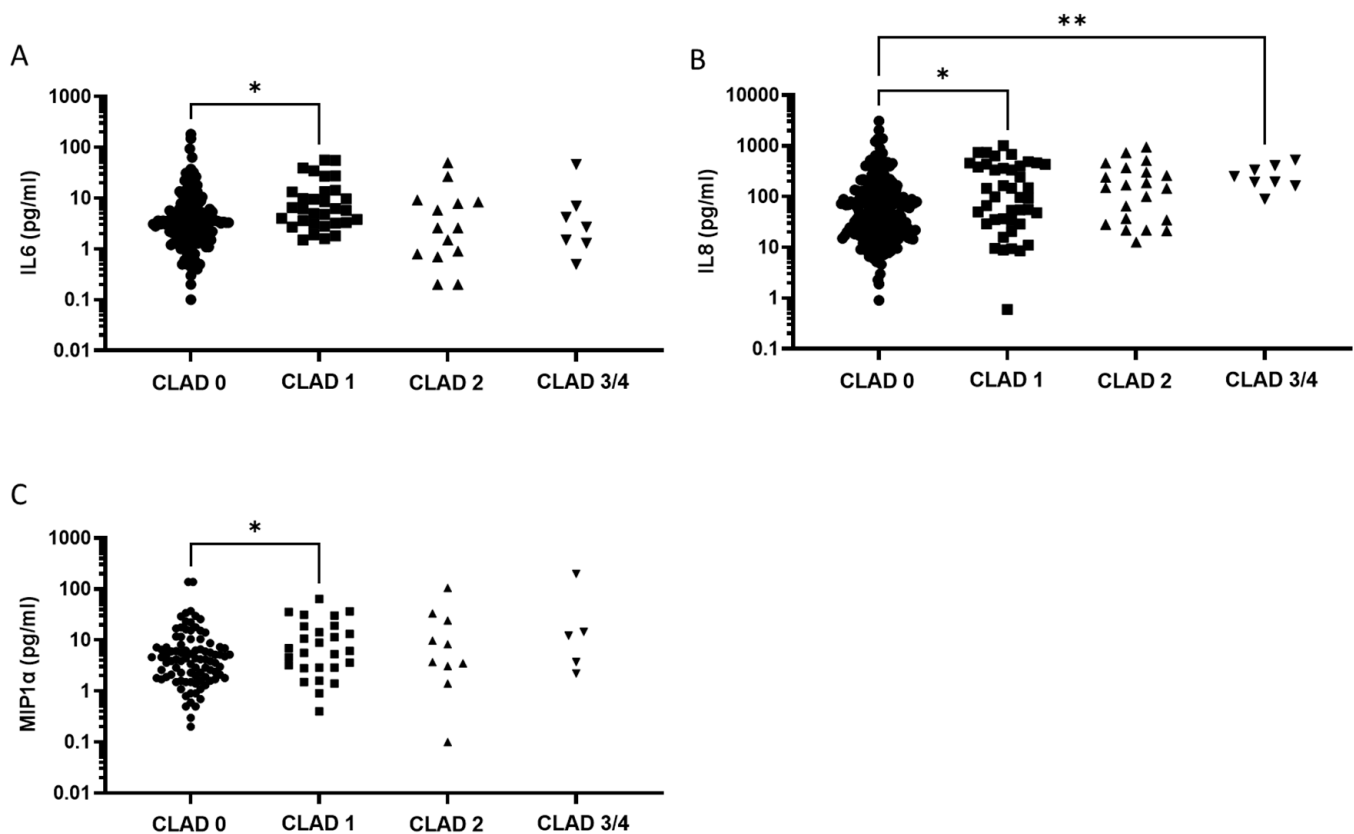 A
*
1000
100
10
1
0.1
0.01
IL6 (pg/ml)
CLAD 0 CLAD 1 CLAD 2 CLAD 3/4
B
**
*
10000
1000
100
10
1
0.1
IL8 (pg/ml)
CLAD 0 CLAD 1 CLAD 2 CLAD 3/4
C
*
1000
100
10
1
0.1
0.01
MIP1α (pg/ml)
CLAD 0 CLAD 1 CLAD 2 CLAD 3/4